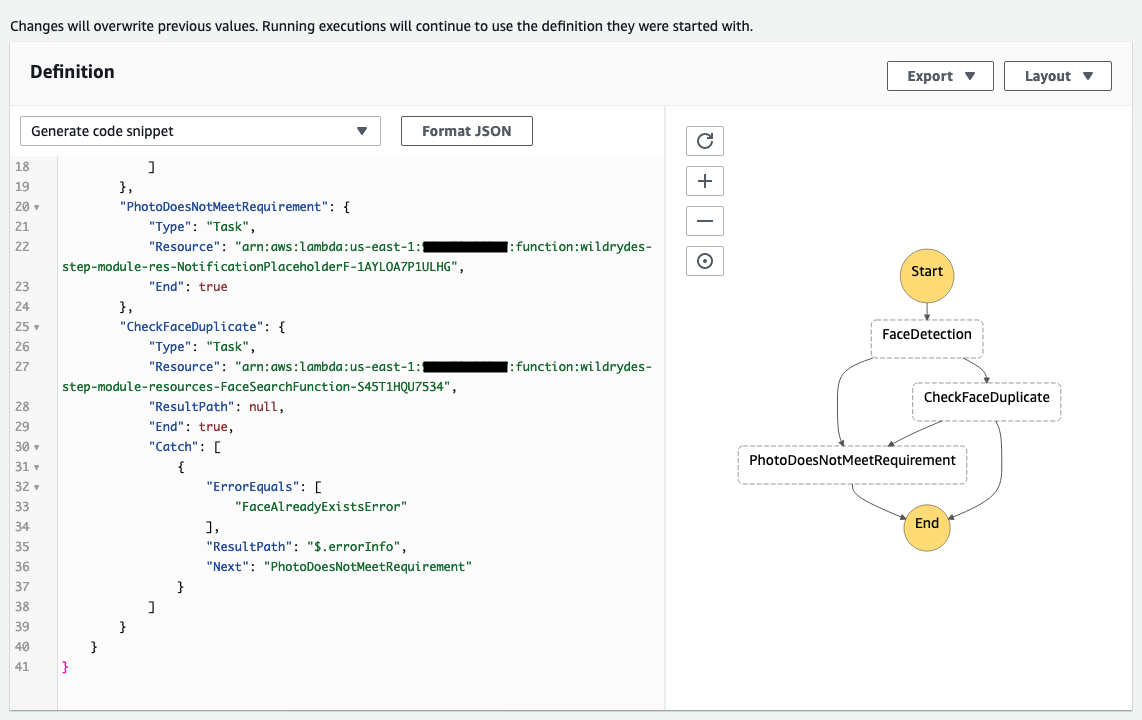 Changes will overwrite previous values. Running executions will continue to use the definition they were started with.
Definition
Export
Layout
Generate code snippet
Format JSON
18 ]
19 },
20 "PhotoDoesNotMeetRequirement": {
21 "Type": "Task",
22 "Resource": "arn:aws:lambda:us-east-1: :function:wildrydes-
step-module-res-NotificationPlaceholderF-1AYLOA7P1ULHG",
23 "End": true
24 },
25 "CheckFaceDuplicate": {
26 "Type": "Task",
27 "Resource": "arn:aws:lambda:us-east-1: :function:wildrydes-
step-module-resources-FaceSearchFunction-S45T1HQU7534",
28 "ResultPath": null,
29 "End": true,
30 "Catch": [
31 {
32 "ErrorEquals": [
33 "FaceAlreadyExistsError"
34 ],
35 "ResultPath": "$.errorInfo",
36 "Next": "PhotoDoesNotMeetRequirement"
37 }
38 ]
39 }
40 }
41 }
Start
FaceDetection
CheckFaceDuplicate
PhotoDoesNotMeetRequirement
End